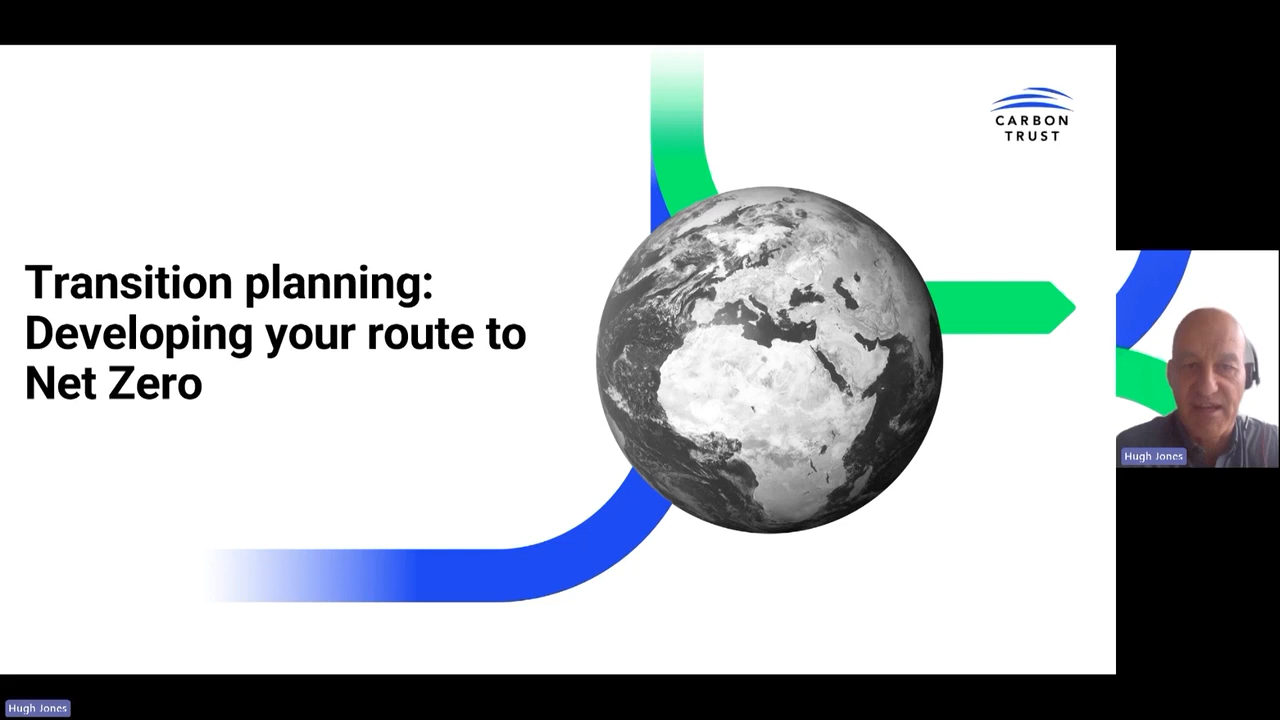 CARBON
TRUST
Transition planning:
Developing your route to
Net Zero
Hugh Jones
Hugh Jones